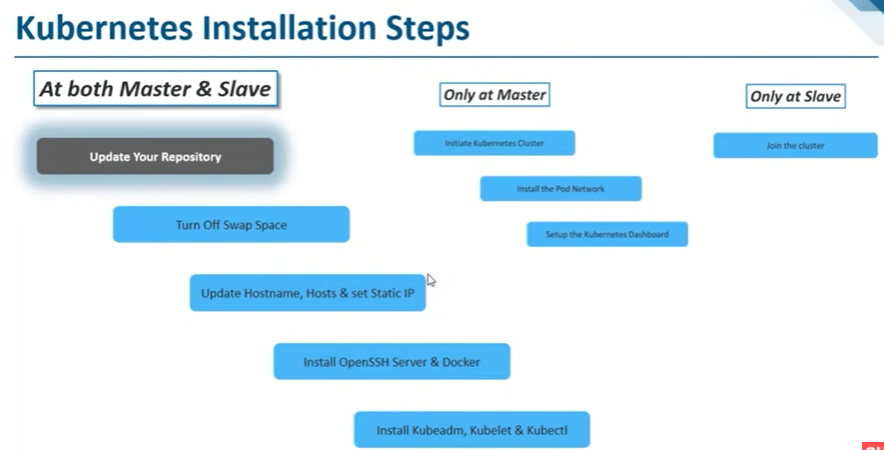 Kubernetes Installation Steps
At both Master & Slave
Update Your Repository
Turn Off Swap Space
Update Hostname, Hosts & set Static IP
Install OpenSSH Server & Docker
Install Kubeadm, Kubelet & Kubectl
Only at Master
Initiate Kubernetes Cluster
Install the Pod Network
Setup the Kubernetes Dashboard
Only at Slave
Join the cluster